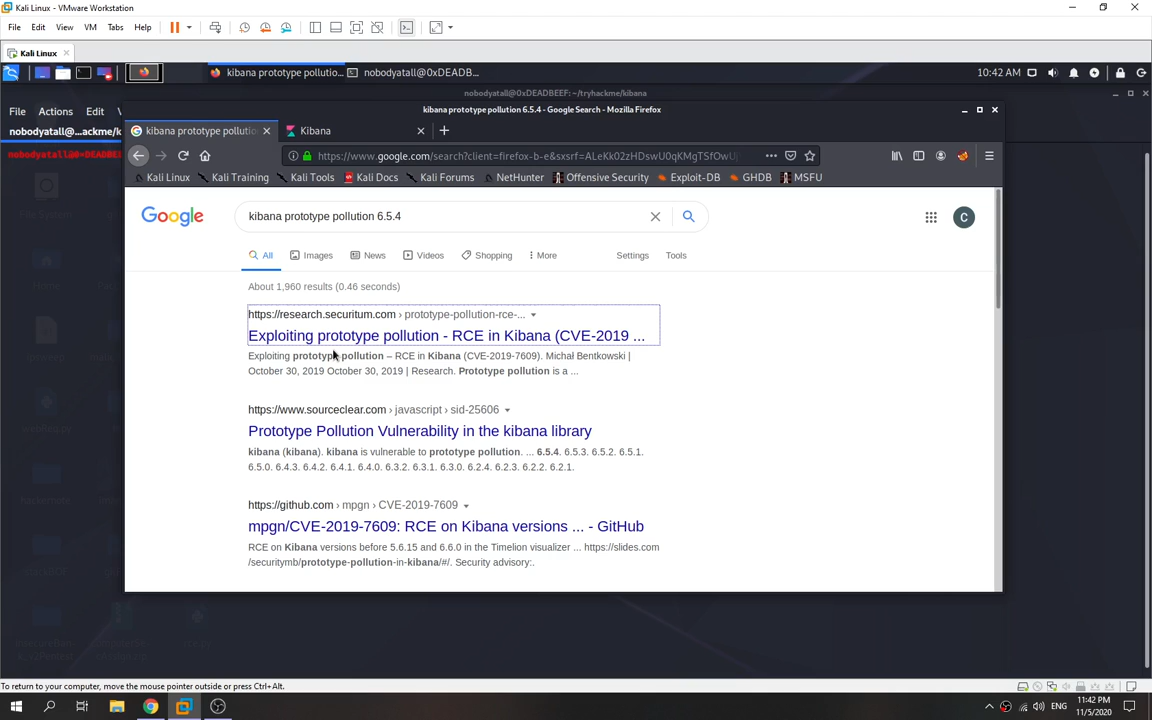 Kali Linux - VMware Workstation
File Edit View VM Tabs Help
Kali Linux
kibana prototype pollutio... nobodyatall@0xDEADB... 10:42 AM
nobodyatall@0xDEADBEEF: ~/tryhackme/kibana
File Actions Edit
kibana prototype pollution 6.5.4 - Google Search - Mozilla Firefox
nobodyatall@...ackme/k
kibana prototype pollutio Kibana
https://www.google.com/search?client=firefox-b-e&sxsrf=ALeKk02zHDswU0qKMgTSfOwU
Kali Linux Kali Training Kali Tools Kali Docs Kali Forums NetHunter Offensive Security Exploit-DB GHDB MSFU
Google kibana prototype pollution 6.5.4 C
All Images News Videos Shopping More Settings Tools
About 1,960 results (0.46 seconds)
https://research.securitum.com › prototype-pollution-rce-...
Exploiting prototype pollution - RCE in Kibana (CVE-2019 ...
Exploiting prototype pollution – RCE in Kibana (CVE-2019-7609). Michał Bentkowski |
October 30, 2019 October 30, 2019 | Research. Prototype pollution is a ...
https://www.sourceclear.com › javascript › sid-25606
Prototype Pollution Vulnerability in the kibana library
kibana (kibana). kibana is vulnerable to prototype pollution. ... 6.5.4. 6.5.3. 6.5.2. 6.5.1.
6.5.0. 6.4.3. 6.4.2. 6.4.1. 6.4.0. 6.3.2. 6.3.1. 6.3.0. 6.2.4. 6.2.3. 6.2.2. 6.2.1.
https://github.com › mpgn › CVE-2019-7609
mpgn/CVE-2019-7609: RCE on Kibana versions ... - GitHub
RCE on Kibana versions before 5.6.15 and 6.6.0 in the Timelion visualizer ... https://slides.com
/securitymb/prototype-pollution-in-kibana/#/. Security advisory:.
To return to your computer, move the mouse pointer outside or press Ctrl+Alt.
ENG
11:42 PM
11/5/2020